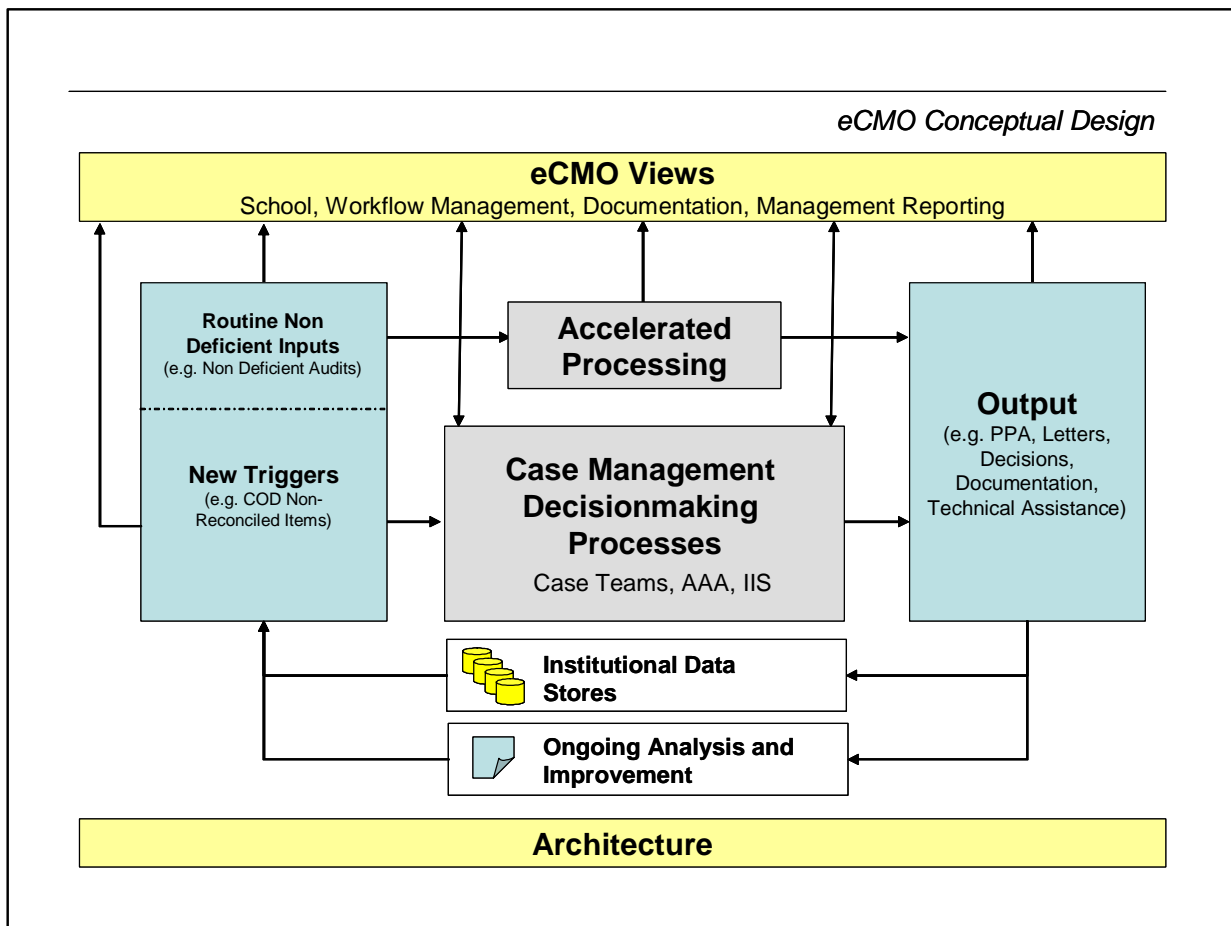 eCMO Conceptual Design
eCMO Views
School, Workflow Management, Documentation, Management Reporting
Routine Non
Deficient Inputs
(e.g. Non Deficient Audits)
New Triggers
(e.g. COD Non-
Reconciled Items)
Accelerated
Processing
Case Management
Decisionmaking
Processes
Case Teams, AAA, IIS
Output
(e.g. PPA, Letters,
Decisions,
Documentation,
Technical Assistance)
Institutional Data
Stores
Ongoing Analysis and
Improvement
Architecture